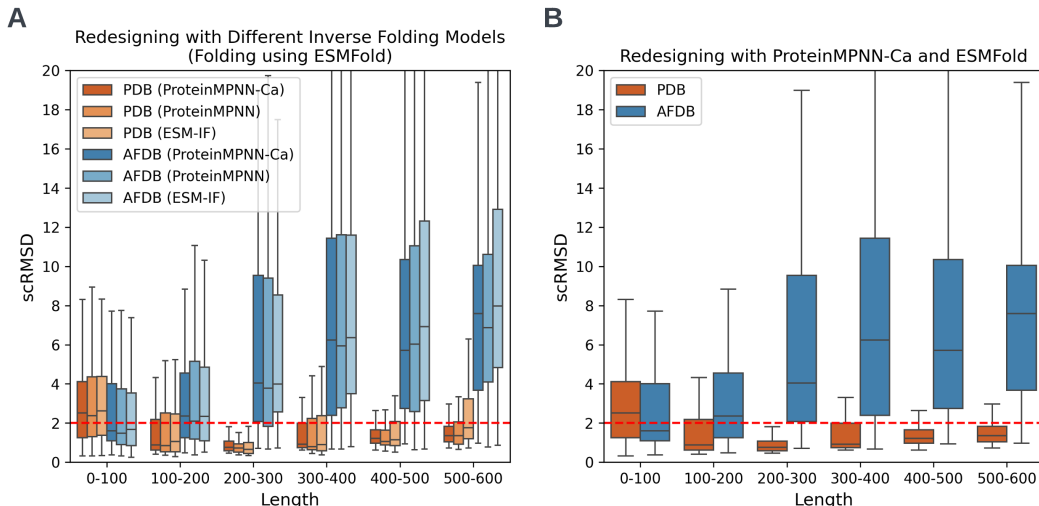 A
Redesigning with Different Inverse Folding Models
(Folding using ESMFold)
20
18
16
14
12
10
8
6
4
2
0
scRMSD
PDB (ProteinMPNN-Ca)
PDB (ProteinMPNN)
PDB (ESM-IF)
AFDB (ProteinMPNN-Ca)
AFDB (ProteinMPNN)
AFDB (ESM-IF)
0-100 100-200 200-300 300-400 400-500 500-600
Length
B
Redesigning with ProteinMPNN-Ca and ESMFold
20
18
16
14
12
10
8
6
4
2
0
scRMSD
PDB
AFDB
0-100 100-200 200-300 300-400 400-500 500-600
Length